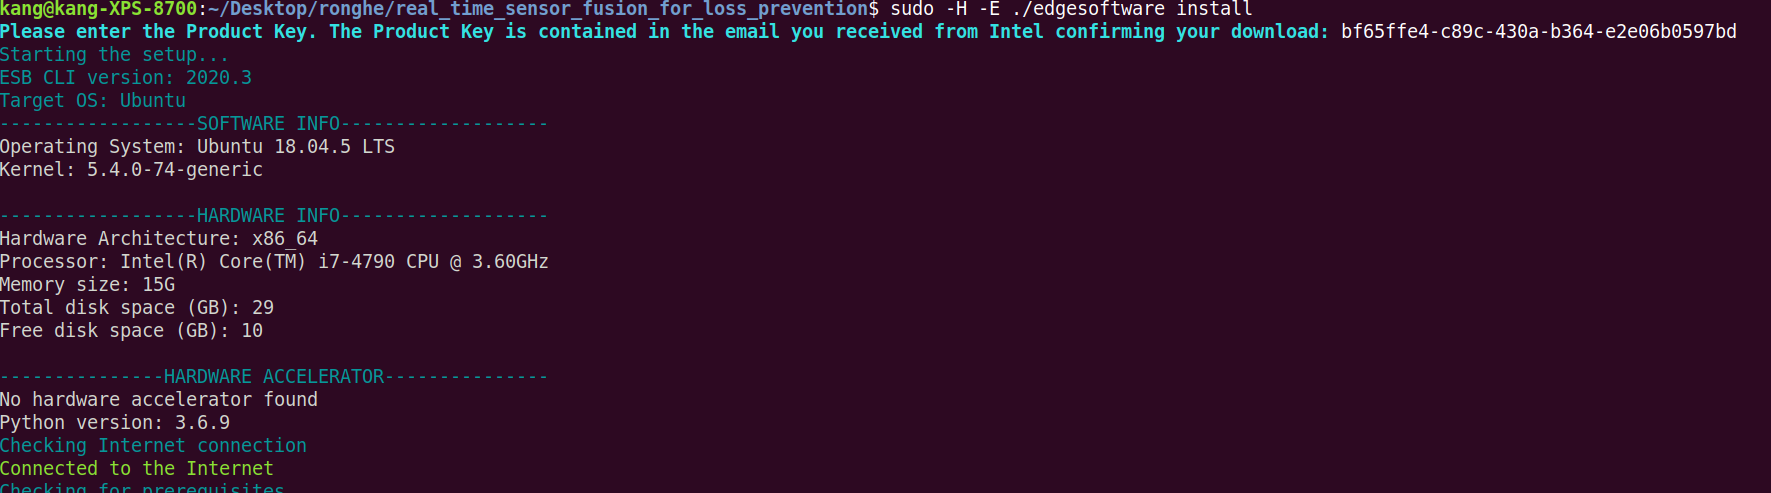 kang@kang-XPS-8700:~/Desktop/ronghe/real_time_sensor_fusion_for_loss_prevention$ sudo -H -E ./edgesoftware install
Please enter the Product Key. The Product Key is contained in the email you received from Intel confirming your download: bf65ffe4-c89c-430a-b364-e2e06b0597bd
Starting the setup...
ESB CLI version: 2020.3
Target OS: Ubuntu
------------------SOFTWARE INFO-------------------
Operating System: Ubuntu 18.04.5 LTS
Kernel: 5.4.0-74-generic
------------------HARDWARE INFO-------------------
Hardware Architecture: x86_64
Processor: Intel(R) Core(TM) i7-4790 CPU @ 3.60GHz
Memory size: 15G
Total disk space (GB): 29
Free disk space (GB): 10
---------------HARDWARE ACCELERATOR---------------
No hardware accelerator found
Python version: 3.6.9
Checking Internet connection
Connected to the Internet
Checking for prerequisites